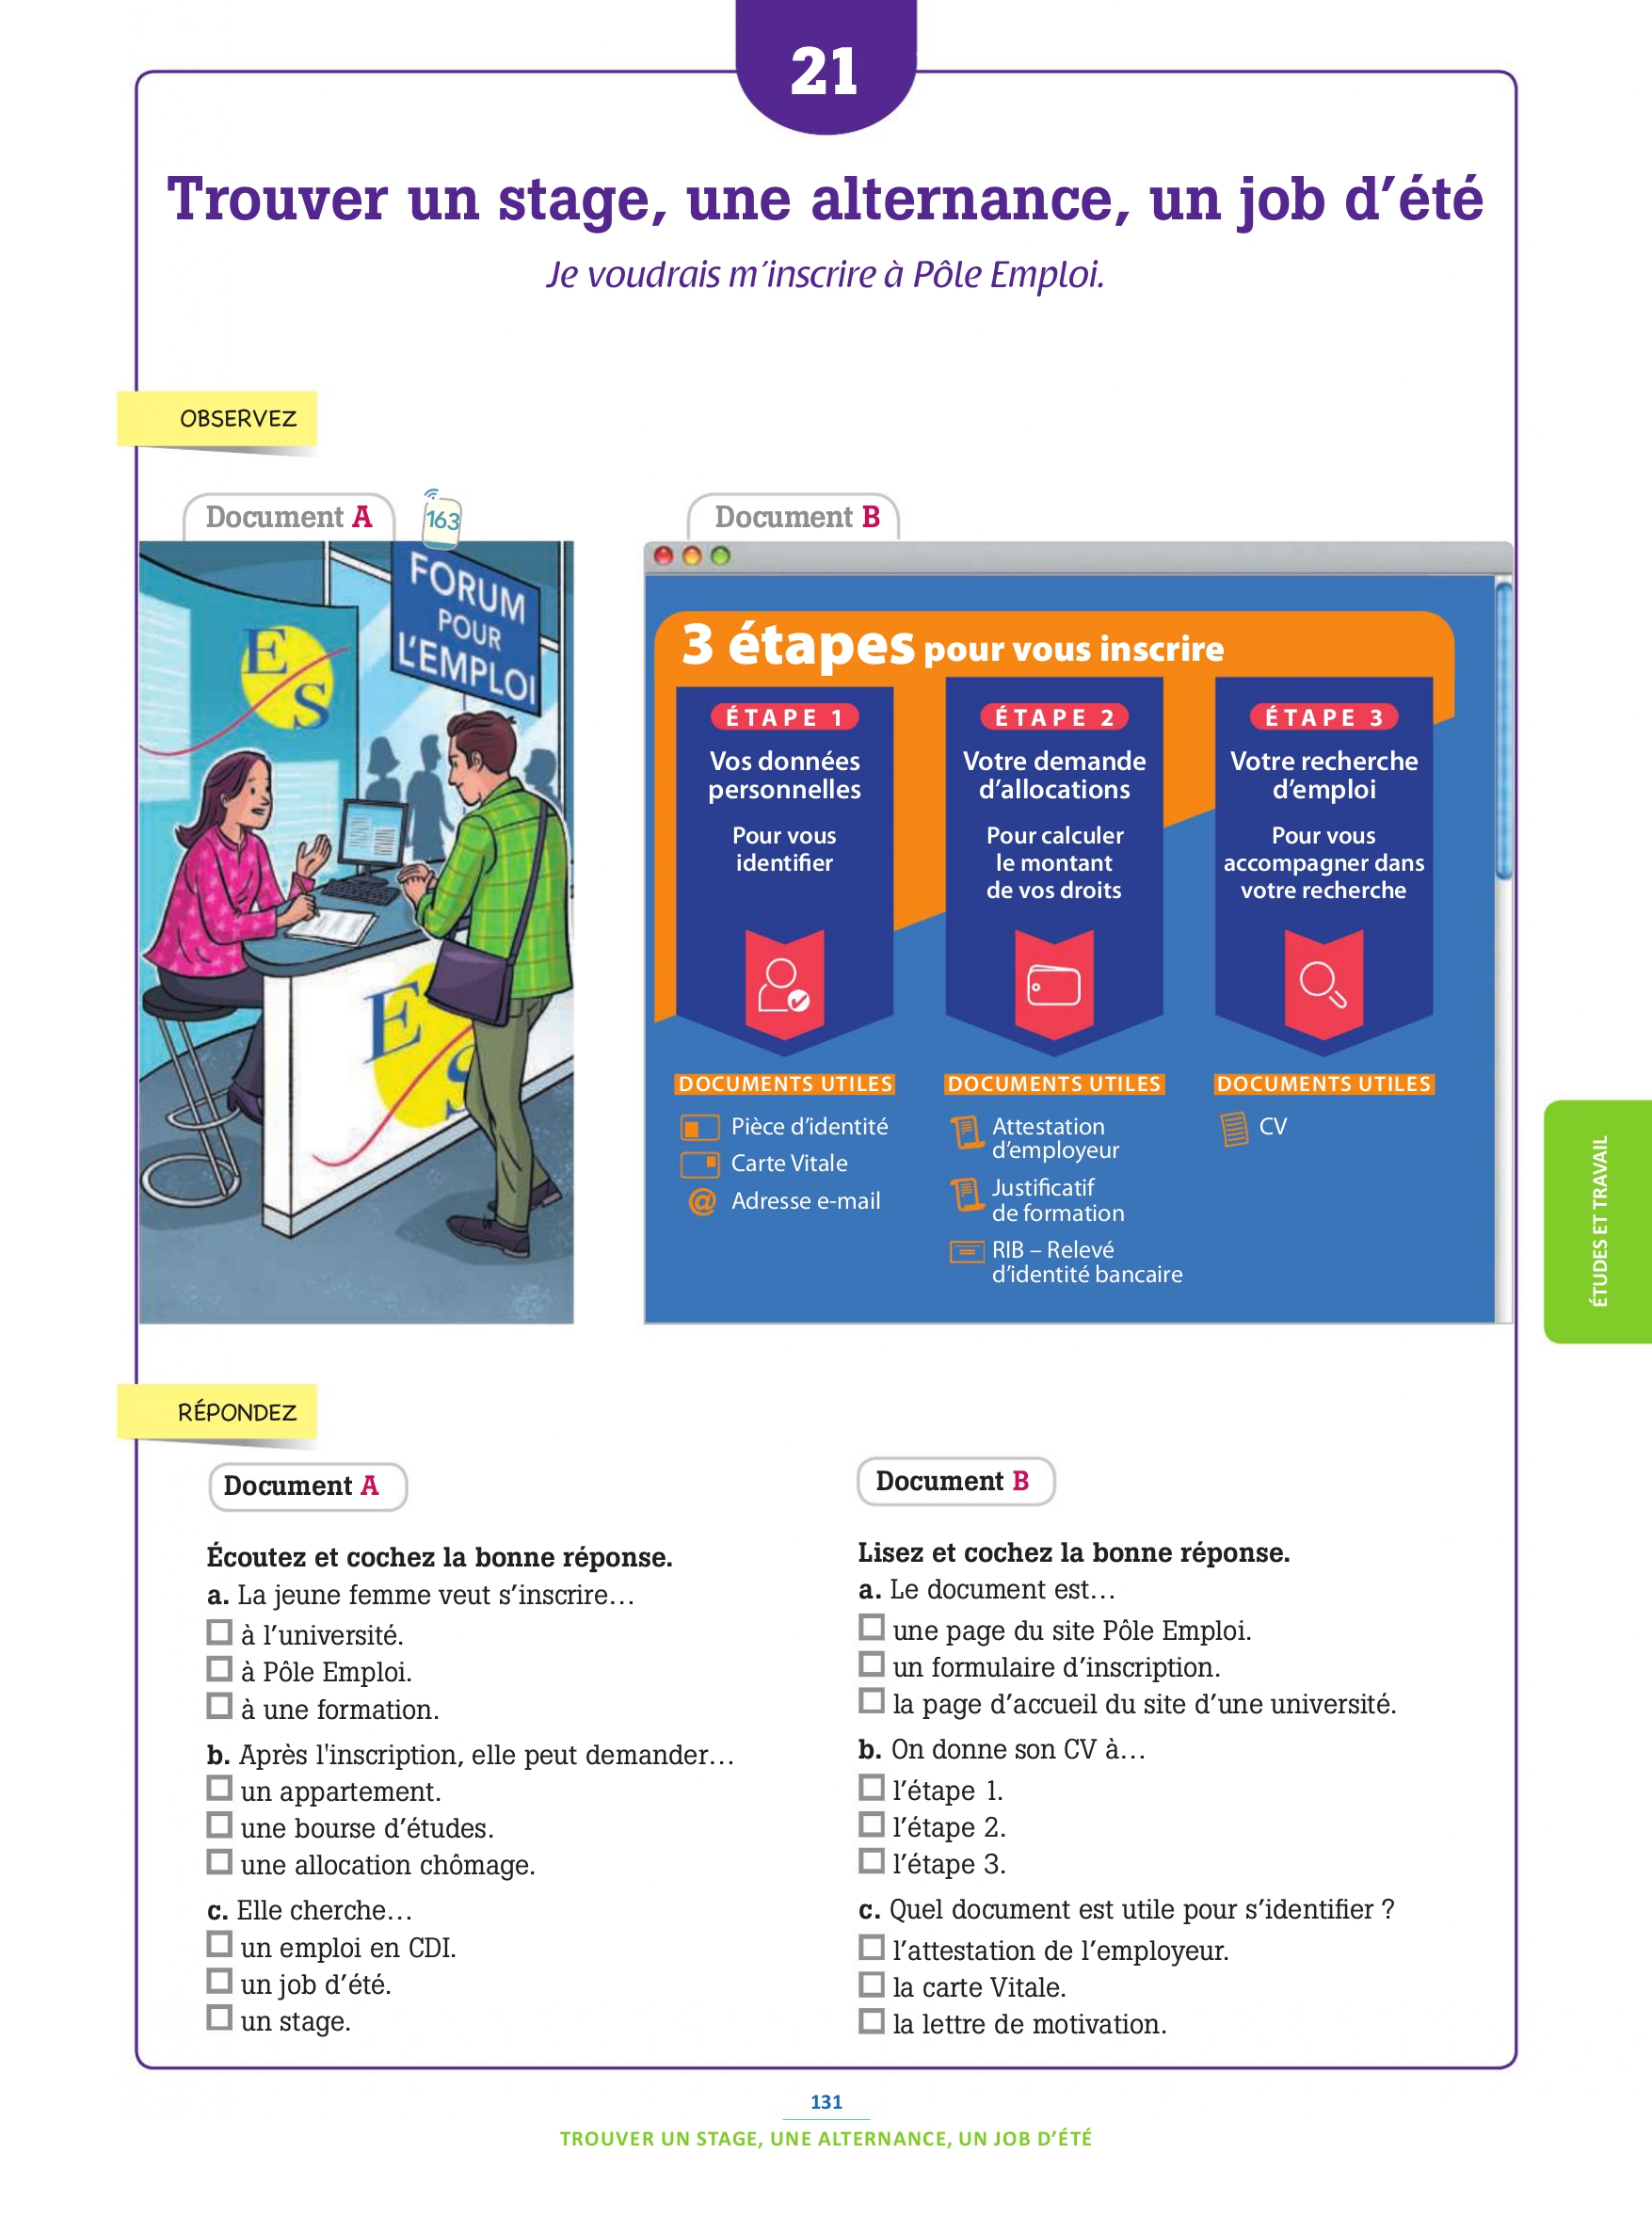 21
Trouver un stage, une alternance, un job d’été
Je voudrais m’inscrire à Pôle Emploi.
OBSERVEZ
Document A
163
FORUM
POUR
L’EMPLOI
E
S
E
S
Document B
3 étapes pour vous inscrire
ÉTAPE 1
Vos données
personnelles
Pour vous
identifier
DOCUMENTS UTILES
Pièce d’identité
Carte Vitale
@ Adresse e-mail
ÉTAPE 2
Votre demande
d’allocations
Pour calculer
le montant
de vos droits
DOCUMENTS UTILES
Attestation
d’employeur
Justificatif
de formation
RIB – Relevé
d’identité bancaire
ÉTAPE 3
Votre recherche
d’emploi
Pour vous
accompagner dans
votre recherche
DOCUMENTS UTILES
CV
ÉTUDES ET TRAVAIL
RÉPONDEZ
Document A
Écoutez et cochez la bonne réponse.
a. La jeune femme veut s’inscrire…
à l’université.
à Pôle Emploi.
à une formation.
b. Après l'inscription, elle peut demander…
un appartement.
une bourse d’études.
une allocation chômage.
c. Elle cherche…
un emploi en CDI.
un job d’été.
un stage.
Document B
Lisez et cochez la bonne réponse.
a. Le document est…
une page du site Pôle Emploi.
un formulaire d’inscription.
la page d’accueil du site d’une université.
b. On donne son CV à…
l’étape 1.
l’étape 2.
l’étape 3.
c. Quel document est utile pour s’identifier ?
l’attestation de l’employeur.
la carte Vitale.
la lettre de motivation.
131
TROUVER UN STAGE, UNE ALTERNANCE, UN JOB D’ÉTÉ